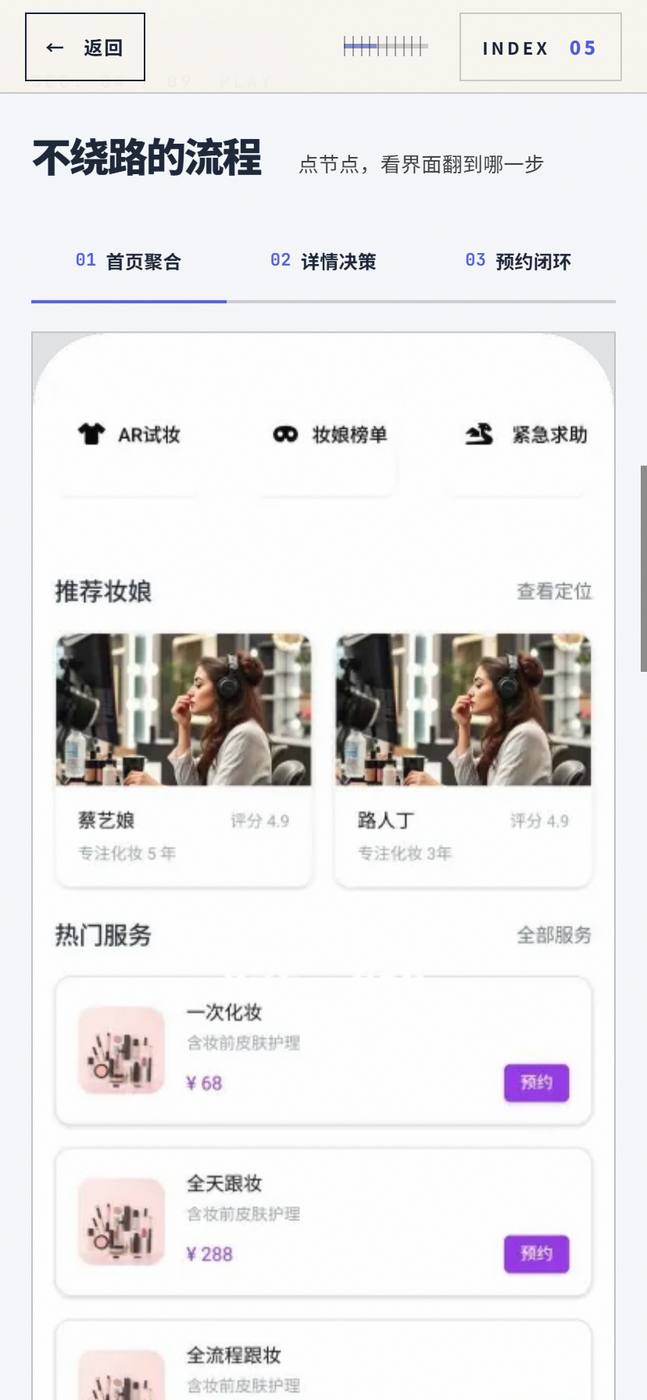 ← 返回
INDEX 05
不绕路的流程 点节点，看界面翻到哪一步
01 首页聚合 02 详情决策 03 预约闭环
AR试妆 妆娘榜单 紧急求助
推荐妆娘 查看定位
蔡艺娘 评分 4.9
专注化妆 5 年
路人丁 评分 4.9
专注化妆 3年
热门服务 全部服务
一次化妆
含妆前皮肤护理
¥ 68 预约
全天跟妆
含妆前皮肤护理
¥ 288 预约
全流程跟妆
含妆前皮肤护理